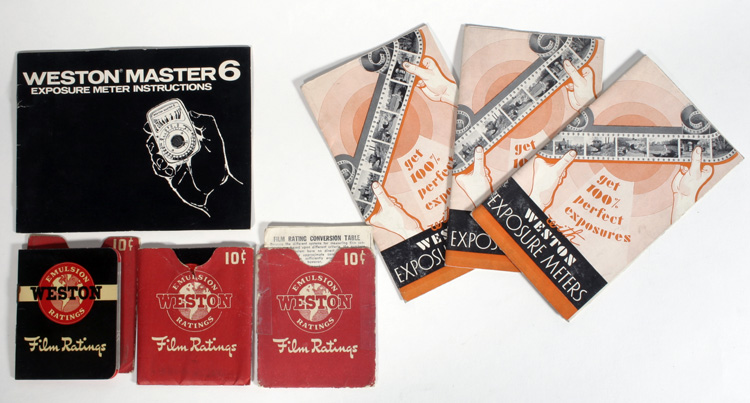 WESTON® MASTER 6
EXPOSURE METER INSTRUCTIONS
get
100%
perfect
exposures
with
WESTON
EXPOSURE METERS
get
100%
perfect
WES
EXPOSURE
get
100%
perfect
WES
EXPOSURE
10¢
EMULSION
WESTON
RATINGS
Film Ratings
10¢
EMULSION
WESTON
RATINGS
Film Ratings
FILM RATING CONVERSION TABLE
10¢
EMULSION
WESTON
RATINGS
Film Ratings